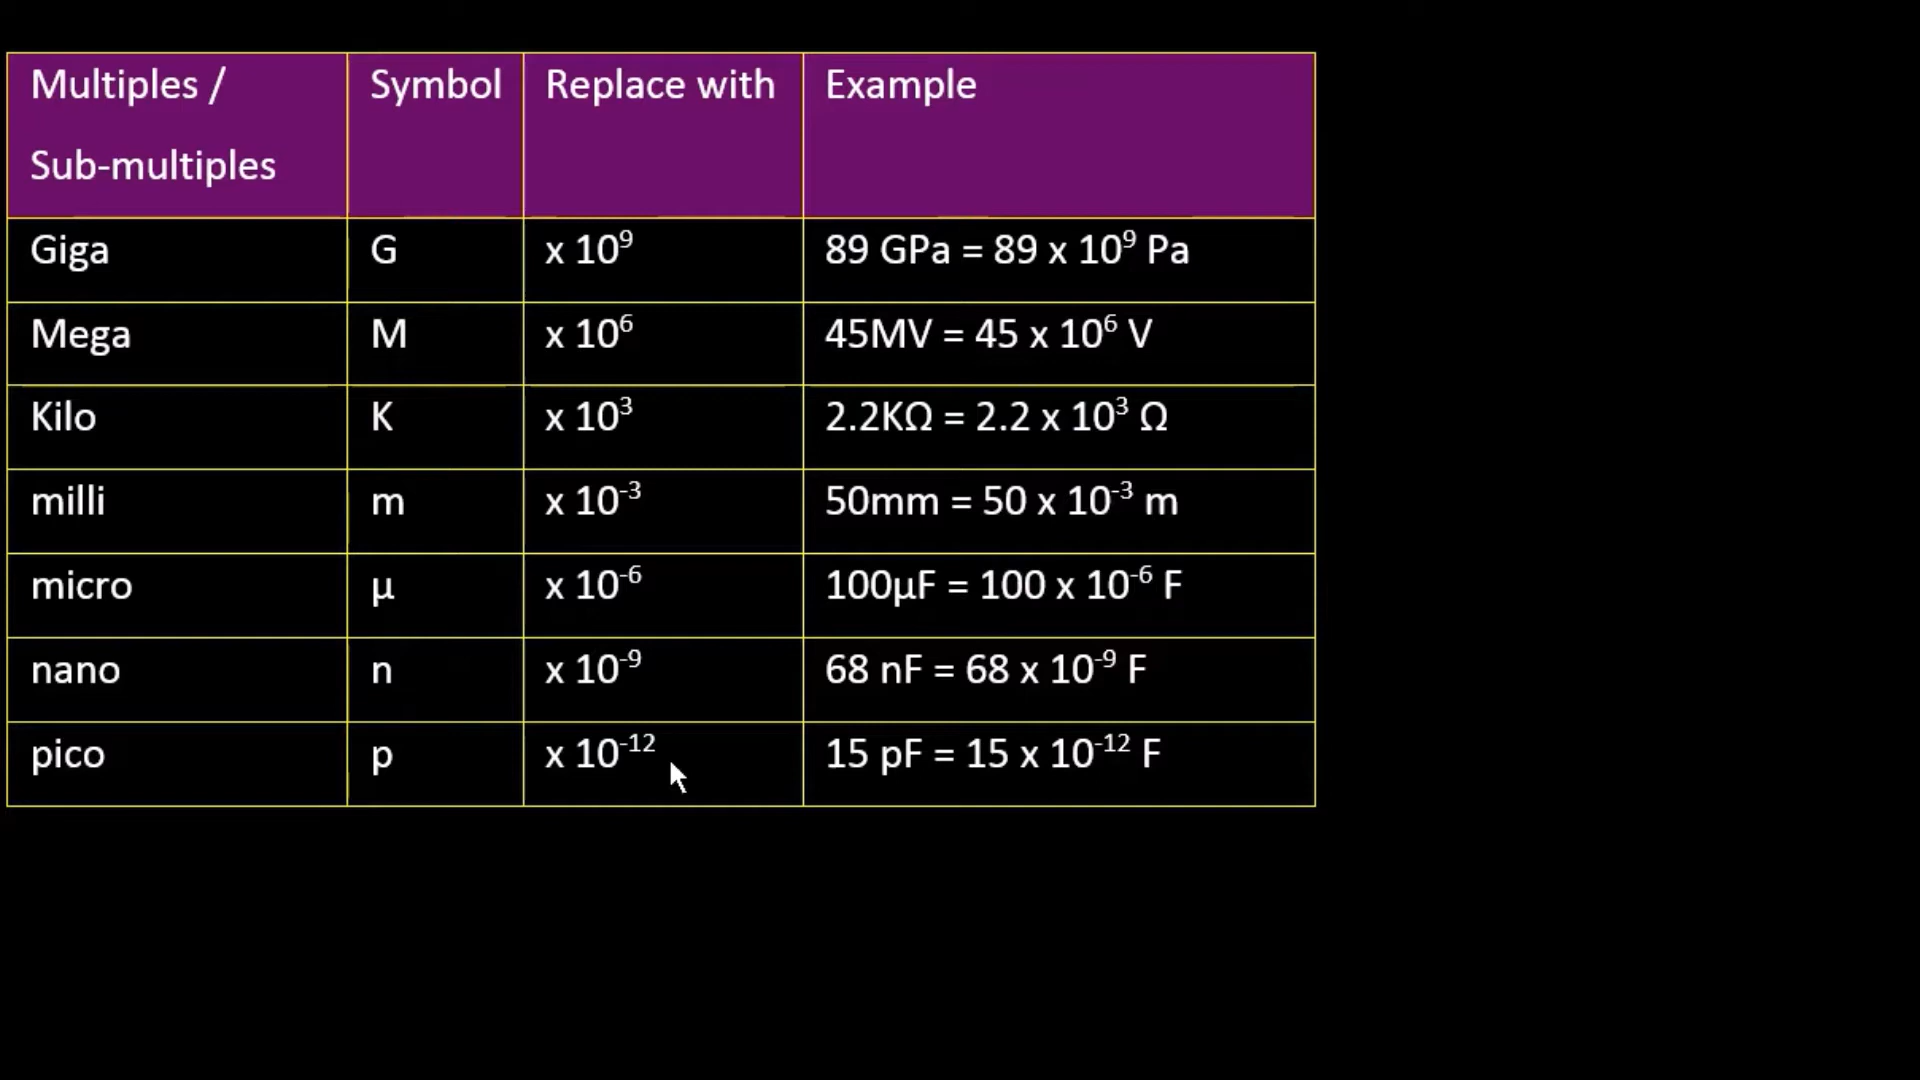 Multiples / Symbol Replace with Example
Sub-multiples
Giga G x 10⁹ 89 GPa = 89 x 10⁹ Pa
Mega M x 10⁶ 45MV = 45 x 10⁶ V
Kilo K x 10³ 2.2KΩ = 2.2 x 10³ Ω
milli m x 10⁻³ 50mm = 50 x 10⁻³ m
micro μ x 10⁻⁶ 100μF = 100 x 10⁻⁶ F
nano n x 10⁻⁹ 68 nF = 68 x 10⁻⁹ F
pico p x 10⁻¹² 15 pF = 15 x 10⁻¹² F